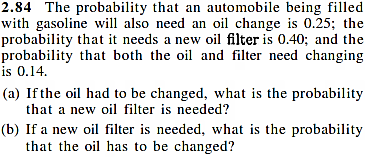 2.84 The probability that an automobile being filled
with gasoline will also need an oil change is 0.25; the
probability that it needs a new oil filter is 0.40; and the
probability that both the oil and filter need changing
is 0.14.
(a) If the oil had to be changed, what is the probability
that a new oil filter is needed?
(b) If a new oil filter is needed, what is the probability
that the oil has to be changed?